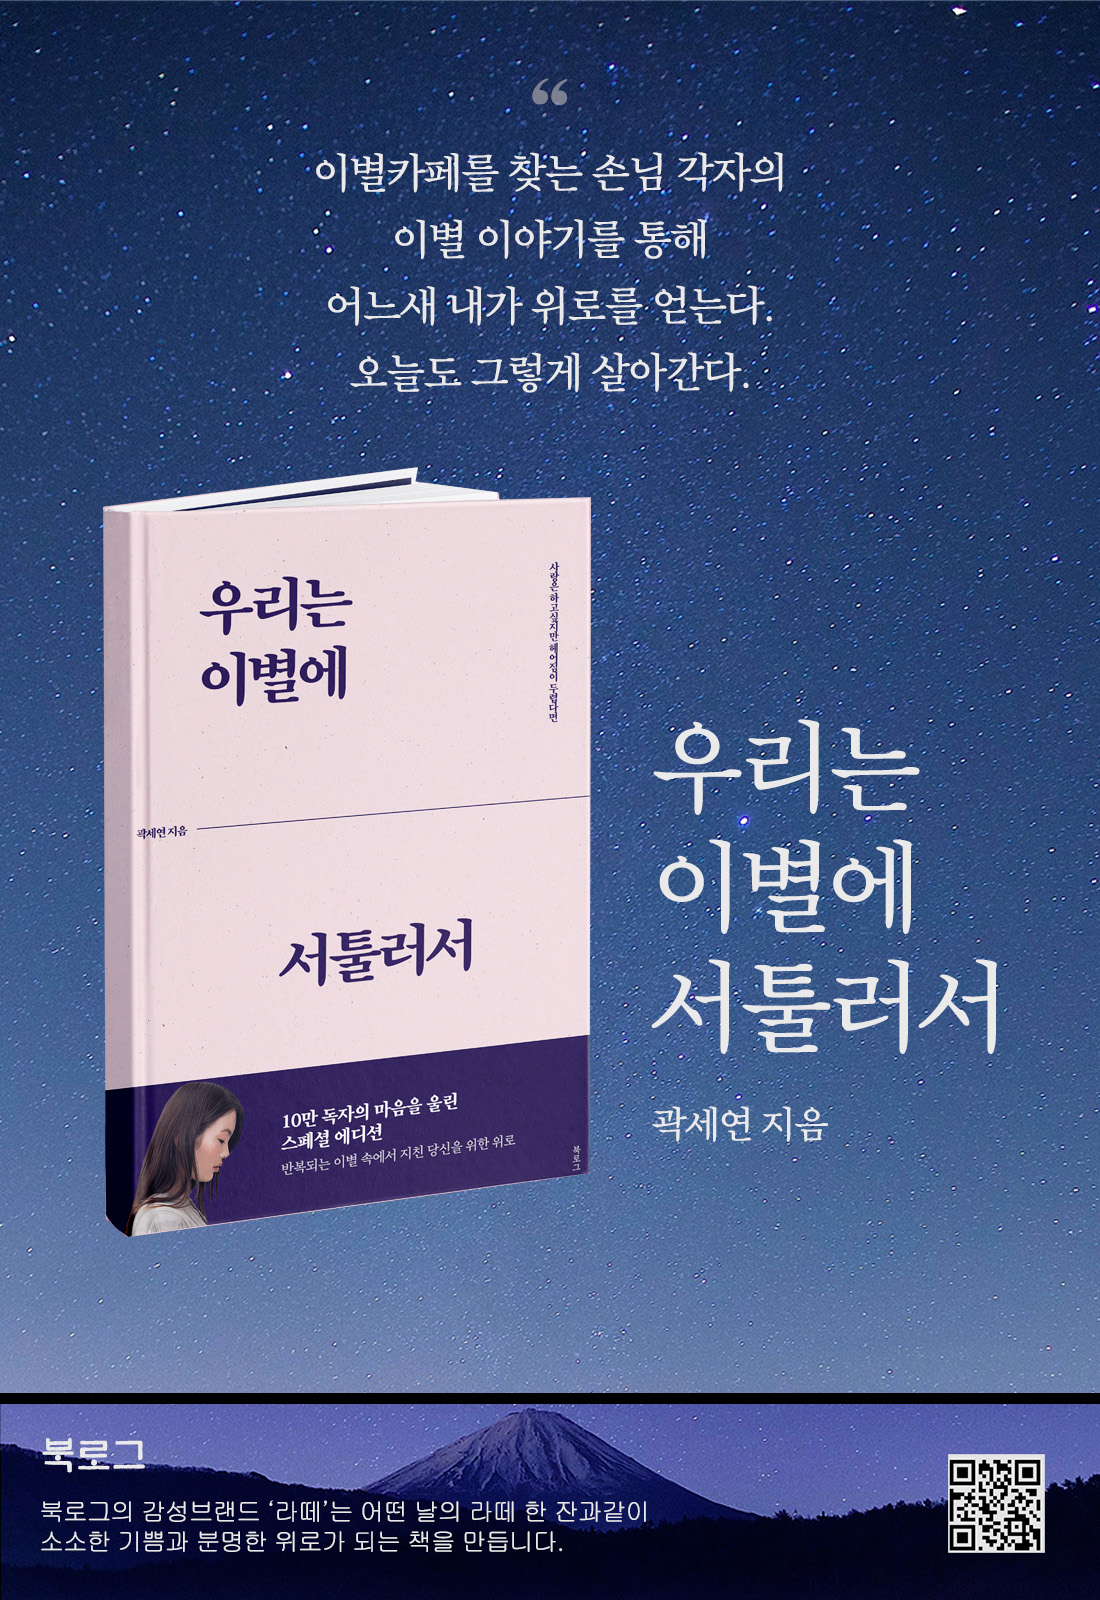 “
이별카페를 찾는 손님 각자의
이별 이야기를 통해
어느새 내가 위로를 얻는다.
오늘도 그렇게 살아간다.
우리는
이별에
사랑은 하고 싶지만 헤어짐이 두렵다면
곽세연 지음
서툴러서
10만 독자의 마음을 울린
스페셜 에디션
반복되는 이별 속에서 지친 당신을 위한 위로
북로그
우리는
이별에
서툴러서
곽세연 지음
북로그
북로그의 감성브랜드 ‘라떼’는 어떤 날의 라떼 한 잔과같이
소소한 기쁨과 분명한 위로가 되는 책을 만듭니다.